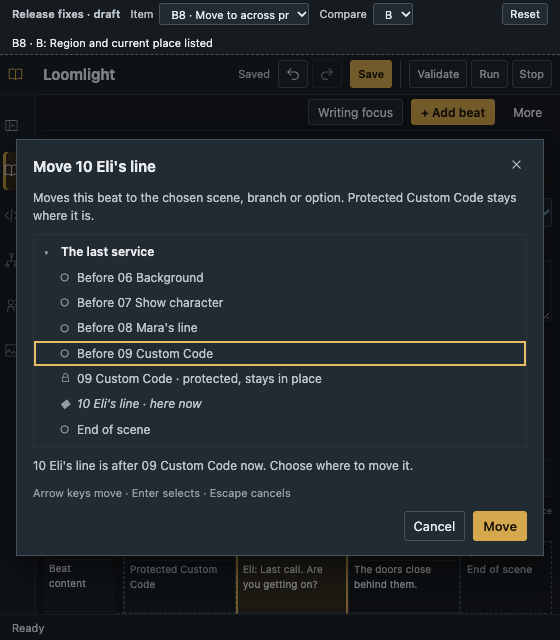 Release fixes · draft Item B8 · Move to across pr Compare B Reset
B8 · B: Region and current place listed
Loomlight Saved Save Validate Run Stop
Writing focus + Add beat More
Move 10 Eli's line
Moves this beat to the chosen scene, branch or option. Protected Custom Code stays
where it is.
The last service
Before 06 Background
Before 07 Show character
Before 08 Mara's line
Before 09 Custom Code
09 Custom Code · protected, stays in place
10 Eli's line · here now
End of scene
10 Eli's line is after 09 Custom Code now. Choose where to move it.
Arrow keys move · Enter selects · Escape cancels
Cancel Move
Beat Protected Custom Eli: Last call. Are The doors close End of scene
content Code you getting on? behind them.
Ready